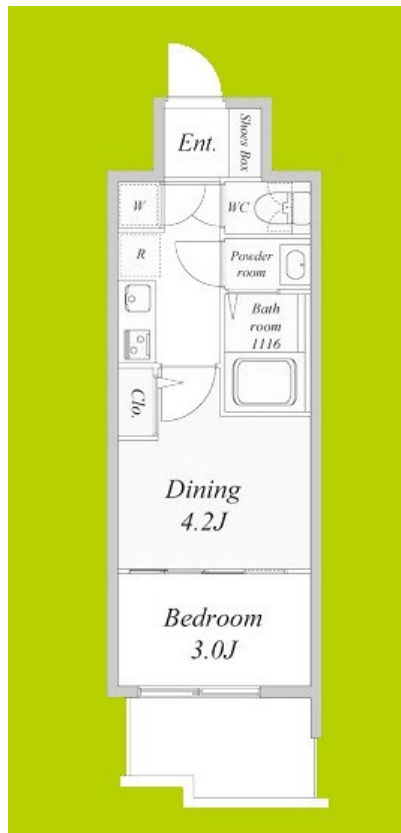 Ent.
Shoes Box
W
WC
R
Powder
room
Bath
room
1116
Clo.
Dining
4.2J
Bedroom
3.0J